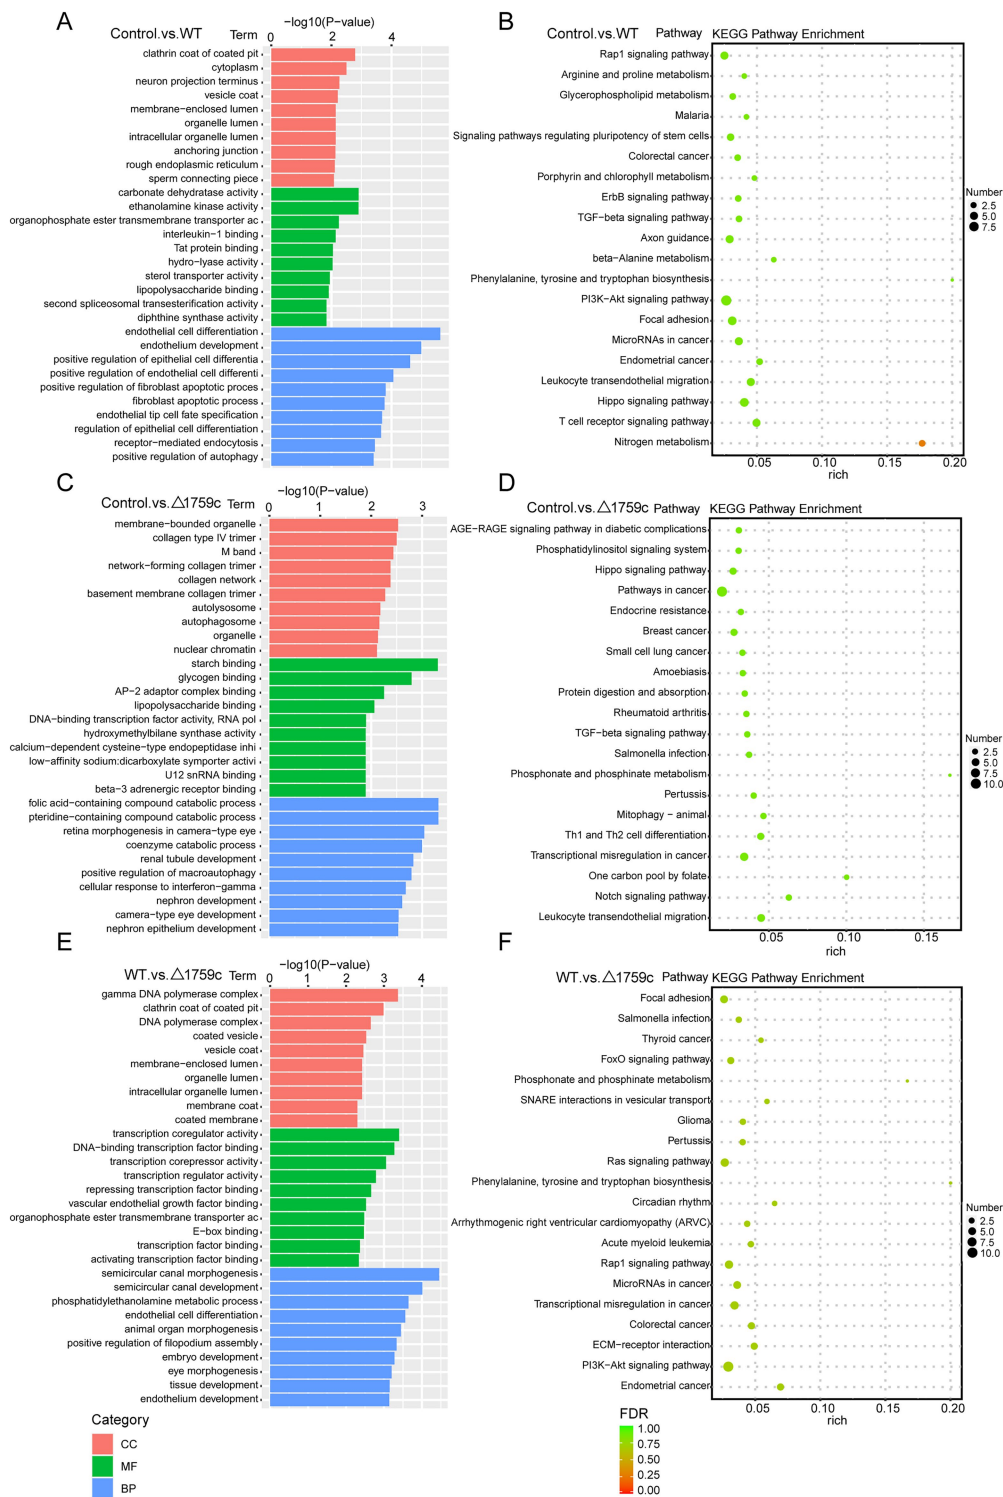 A
Control.vs.WT Term
−log10(P−value)
0 2 4
clathrin coat of coated pit
cytoplasm
neuron projection terminus
vesicle coat
membrane−enclosed lumen
organelle lumen
intracellular organelle lumen
anchoring junction
rough endoplasmic reticulum
sperm connecting piece
carbonate dehydratase activity
ethanolamine kinase activity
organophosphate ester transmembrane transporter ac
interleukin−1 binding
Tat protein binding
hydro−lyase activity
sterol transporter activity
lipopolysaccharide binding
second spliceosomal transesterification activity
diphthine synthase activity
endothelial cell differentiation
endothelium development
positive regulation of epithelial cell differentia
positive regulation of endothelial cell differenti
positive regulation of fibroblast apoptotic proces
fibroblast apoptotic process
endothelial tip cell fate specification
regulation of epithelial cell differentiation
receptor−mediated endocytosis
positive regulation of autophagy
B
Control.vs.WT Pathway KEGG Pathway Enrichment
Rap1 signaling pathway
Arginine and proline metabolism
Glycerophospholipid metabolism
Malaria
Signaling pathways regulating pluripotency of stem cells
Colorectal cancer
Porphyrin and chlorophyll metabolism
ErbB signaling pathway
TGF−beta signaling pathway
Axon guidance
beta−Alanine metabolism
Phenylalanine, tyrosine and tryptophan biosynthesis
PI3K−Akt signaling pathway
Focal adhesion
MicroRNAs in cancer
Endometrial cancer
Leukocyte transendothelial migration
Hippo signaling pathway
T cell receptor signaling pathway
Nitrogen metabolism
0.05 0.10 0.15 0.20
rich
Number
2.5
5.0
7.5
C
Control.vs.△1759c Term
−log10(P−value)
0 1 2 3
membrane−bounded organelle
collagen type IV trimer
M band
network−forming collagen trimer
collagen network
basement membrane collagen trimer
autolysosome
autophagosome
organelle
nuclear chromatin
starch binding
glycogen binding
AP−2 adaptor complex binding
lipopolysaccharide binding
DNA−binding transcription factor activity, RNA pol
hydroxymethylbilane synthase activity
calcium−dependent cysteine−type endopeptidase inhi
low−affinity sodium:dicarboxylate symporter activi
U12 snRNA binding
beta−3 adrenergic receptor binding
folic acid−containing compound catabolic process
pteridine−containing compound catabolic process
retina morphogenesis in camera−type eye
coenzyme catabolic process
renal tubule development
positive regulation of macroautophagy
cellular response to interferon−gamma
nephron development
camera−type eye development
nephron epithelium development
D
Control.vs.△1759c Pathway KEGG Pathway Enrichment
AGE−RAGE signaling pathway in diabetic complications
Phosphatidylinositol signaling system
Hippo signaling pathway
Pathways in cancer
Endocrine resistance
Breast cancer
Small cell lung cancer
Amoebiasis
Protein digestion and absorption
Rheumatoid arthritis
TGF−beta signaling pathway
Salmonella infection
Phosphonate and phosphinate metabolism
Pertussis
Mitophagy − animal
Th1 and Th2 cell differentiation
Transcriptional misregulation in cancer
One carbon pool by folate
Notch signaling pathway
Leukocyte transendothelial migration
0.05 0.10 0.15
rich
Number
2.5
5.0
7.5
10.0
E
WT.vs.△1759c Term
−log10(P−value)
0 1 2 3 4
gamma DNA polymerase complex
clathrin coat of coated pit
DNA polymerase complex
coated vesicle
vesicle coat
membrane−enclosed lumen
organelle lumen
intracellular organelle lumen
membrane coat
coated membrane
transcription coregulator activity
DNA−binding transcription factor binding
transcription corepressor activity
transcription regulator activity
repressing transcription factor binding
vascular endothelial growth factor binding
organophosphate ester transmembrane transporter ac
E−box binding
transcription factor binding
activating transcription factor binding
semicircular canal morphogenesis
semicircular canal development
phosphatidylethanolamine metabolic process
endothelial cell differentiation
animal organ morphogenesis
positive regulation of filopodium assembly
embryo development
eye morphogenesis
tissue development
endothelium development
Category
CC
MF
BP
F
WT.vs.△1759c Pathway KEGG Pathway Enrichment
Focal adhesion
Salmonella infection
Thyroid cancer
FoxO signaling pathway
Phosphonate and phosphinate metabolism
SNARE interactions in vesicular transport
Glioma
Pertussis
Ras signaling pathway
Phenylalanine, tyrosine and tryptophan biosynthesis
Circadian rhythm
Arrhythmogenic right ventricular cardiomyopathy (ARVC)
Acute myeloid leukemia
Rap1 signaling pathway
MicroRNAs in cancer
Transcriptional misregulation in cancer
Colorectal cancer
ECM−receptor interaction
PI3K−Akt signaling pathway
Endometrial cancer
0.05 0.10 0.15 0.20
rich
Number
2.5
5.0
7.5
10.0
FDR
1.00
0.75
0.50
0.25
0.00